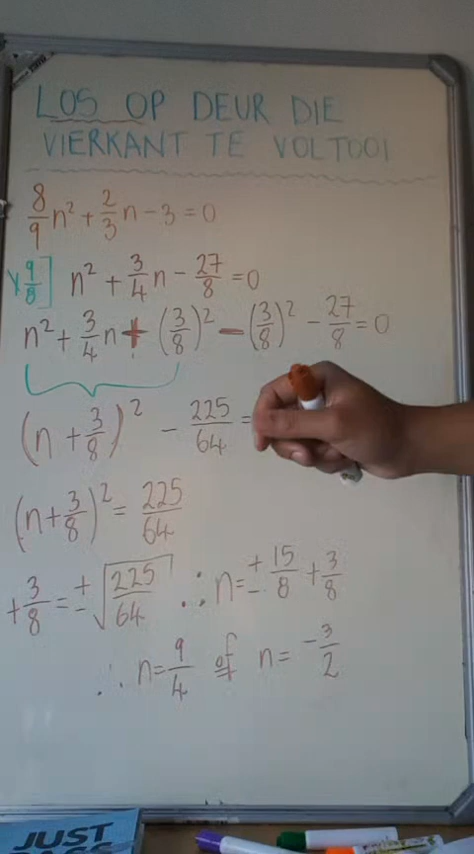 LOS OP DEUR DIE
VIERKANT TE VOLTOOI
8/9 n² + 2/3 n - 3 = 0
× 9/8] n² + 3/4 n - 27/8 = 0
n² + 3/4 n + (3/8)² - (3/8)² - 27/8 = 0
(n + 3/8)² - 225/64 =
(n + 3/8)² = 225/64
+ 3/8 = ± √225/64 ∴ n = ± 15/8 + 3/8
∴ n = 9/4 of n = -3/2
JUST